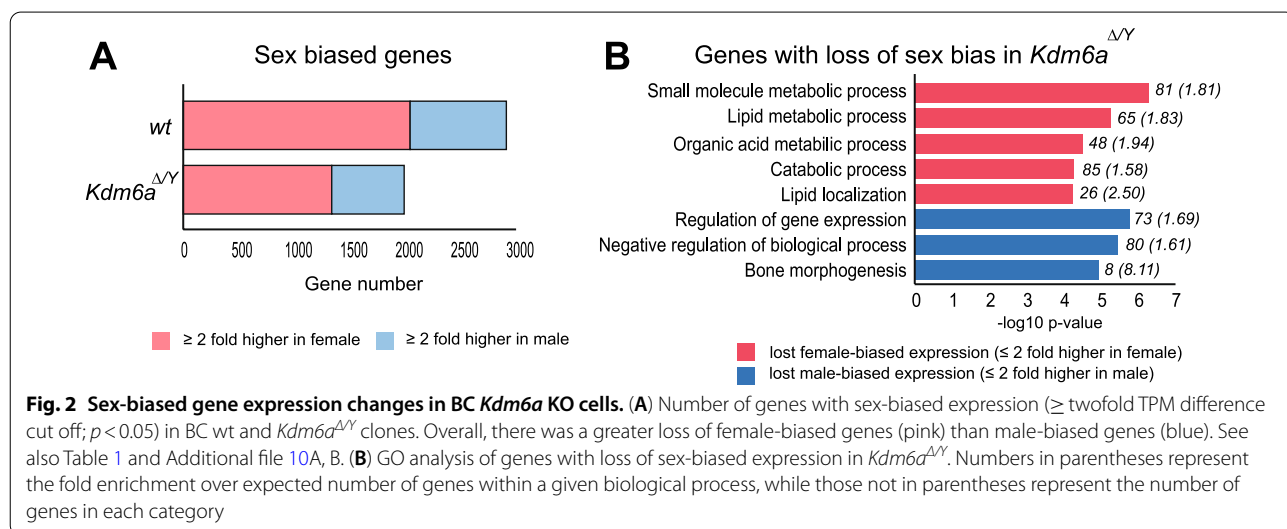 A
Sex biased genes
wt
Kdm6a Δ/Y
0 500 1000 1500 2000 2500 3000
Gene number
≥ 2 fold higher in female
≥ 2 fold higher in male
B
Genes with loss of sex bias in Kdm6a Δ/Y
Small molecule metabolic process 81 (1.81)
Lipid metabolic process 65 (1.83)
Organic acid metabilic process 48 (1.94)
Catabolic process 85 (1.58)
Lipid localization 26 (2.50)
Regulation of gene expression 73 (1.69)
Negative regulation of biological process 80 (1.61)
Bone morphogenesis 8 (8.11)
0 1 2 3 4 5 6 7
-log10 p-value
lost female-biased expression (≤ 2 fold higher in female)
lost male-biased expression (≤ 2 fold higher in male)
Fig. 2 Sex-biased gene expression changes in BC Kdm6a KO cells. (A) Number of genes with sex-biased expression (≥ twofold TPM difference
cut off; p < 0.05) in BC wt and Kdm6aΔ/Y clones. Overall, there was a greater loss of female-biased genes (pink) than male-biased genes (blue). See
also Table 1 and Additional file 10A, B. (B) GO analysis of genes with loss of sex-biased expression in Kdm6aΔ/Y. Numbers in parentheses represent
the fold enrichment over expected number of genes within a given biological process, while those not in parentheses represent the number of
genes in each category